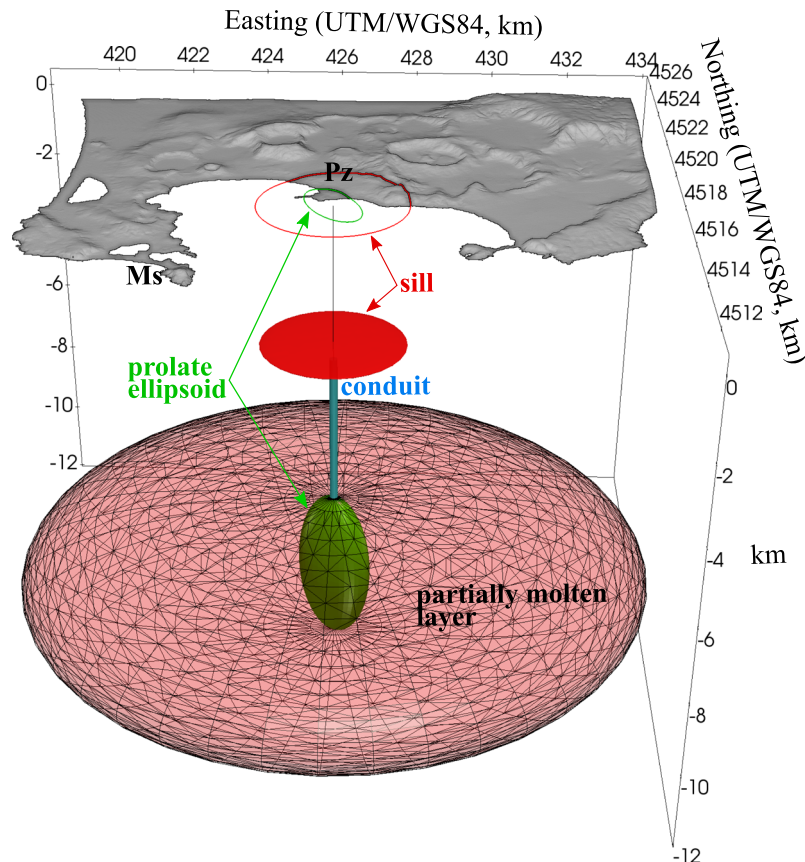 Easting (UTM/WGS84, km)
420 422 424 426 428 430 432 434
Northing (UTM/WGS84, km)
4526
4524
4522
4520
4518
4516
4514
4512
0
-2
-6
-8
-10
-12
Pz
Ms
sill
prolate
ellipsoid
conduit
partially molten
layer
0
-2
-4
-6
-8
-10
-12
km